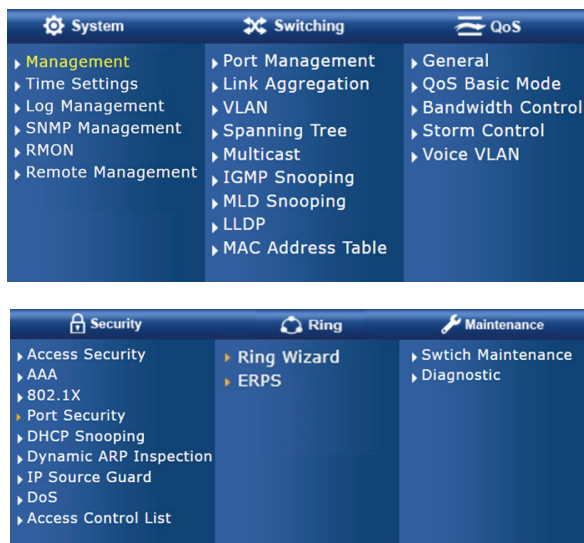 System
Management
Time Settings
Log Management
SNMP Management
RMON
Remote Management
Switching
Port Management
Link Aggregation
VLAN
Spanning Tree
Multicast
IGMP Snooping
MLD Snooping
LLDP
MAC Address Table
QoS
General
QoS Basic Mode
Bandwidth Control
Storm Control
Voice VLAN
Security
Access Security
AAA
802.1X
Port Security
DHCP Snooping
Dynamic ARP Inspection
IP Source Guard
DoS
Access Control List
Ring
Ring Wizard
ERPS
Maintenance
Swtich Maintenance
Diagnostic